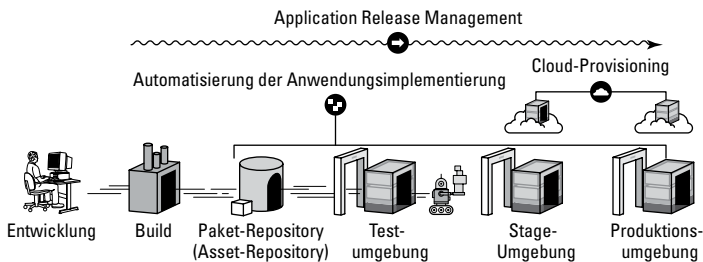 Application Release Management
Cloud-Provisioning
Automatisierung der Anwendungsimplementierung
Entwicklung
Build
Paket-Repository
(Asset-Repository)
Test-
umgebung
Stage-
Umgebung
Produktions-
umgebung